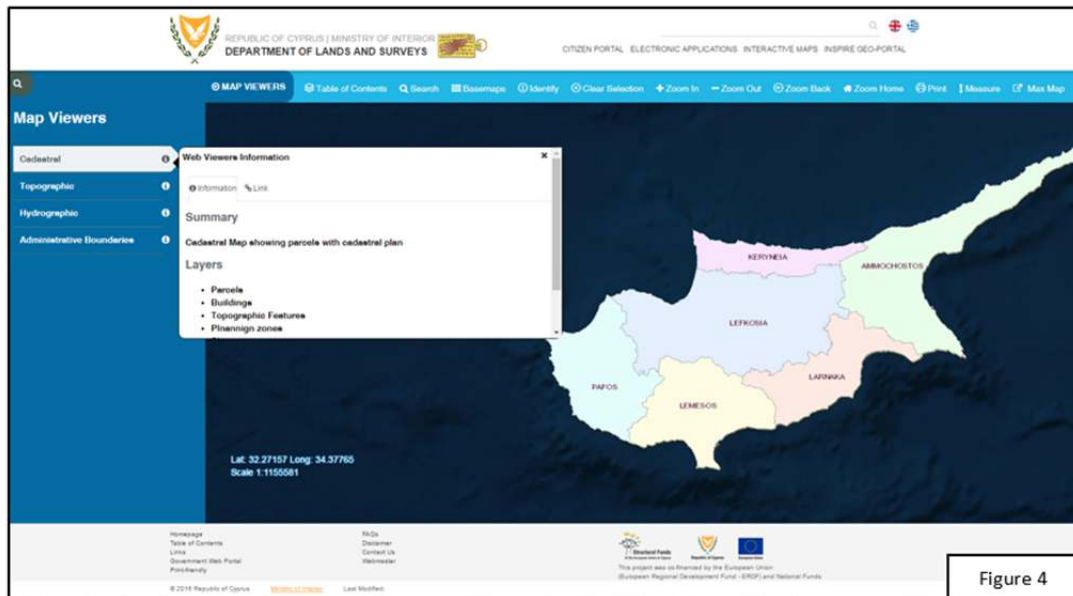 REPUBLIC OF CYPRUS | MINISTRY OF INTERIOR
DEPARTMENT OF LANDS AND SURVEYS
CITIZEN PORTAL ELECTRONIC APPLICATIONS INTERACTIVE MAPS INSPIRE GEO-PORTAL
MAP VIEWERS Table of Contents Search Basemaps Identify Clear Selection Zoom In Zoom Out Zoom Back Zoom Home Print Measure Max Map
Map Viewers
Cadastral
Topographic
Hydrographic
Administrative Boundaries
Web Viewers Information
Information Link
Summary
Cadastral Map showing parcels with cadastral plan
Layers
• Parcels
• Buildings
• Topographic Features
• Plnannign zones
KERYNEIA
AMMOCHOSTOS
LEFKOSIA
LARNAKA
PAFOS
LEMESOS
Lat: 32.27157 Long: 34.37765
Scale 1:1155581
Homepage
Table of Contents
Links
Government Web Portal
Printfriendly
FAQs
Disclaimer
Contact Us
Webmaster
Structural Funds
Republic of Cyprus
European Union
This project was co-financed by the European Union
(European Regional Development Fund - ERDF) and National Funds
© 2016 Republic of Cyprus Ministry of Interior Last Modified:
Figure 4